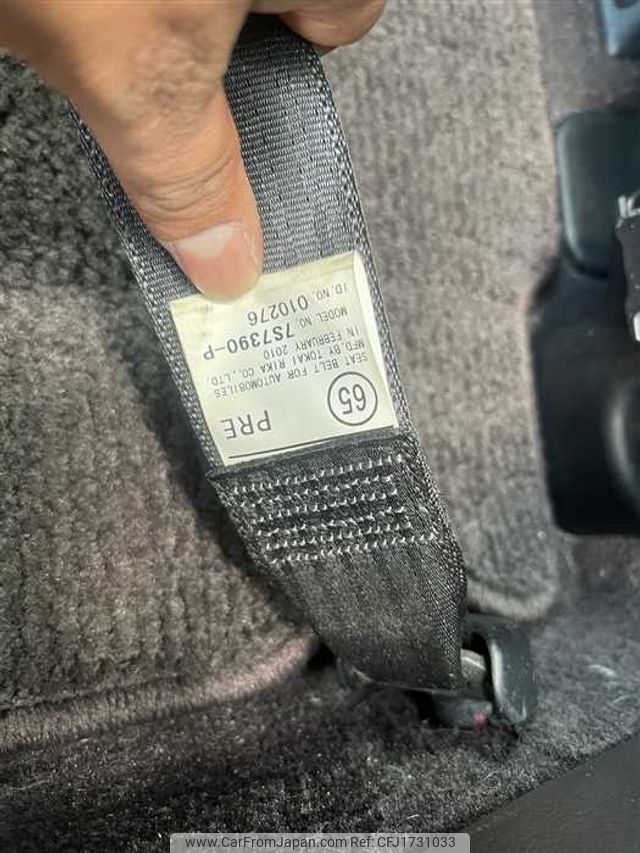 PRE
65
SEAT BELT FOR AUTOMOBILES
MFD. BY TOKAI RIKA CO., LTD.
IN FEBRUARY 2010
MODEL NO. 7S7390-P
ID. NO. 010276
www.CarFromJapan.com CFJ1731033